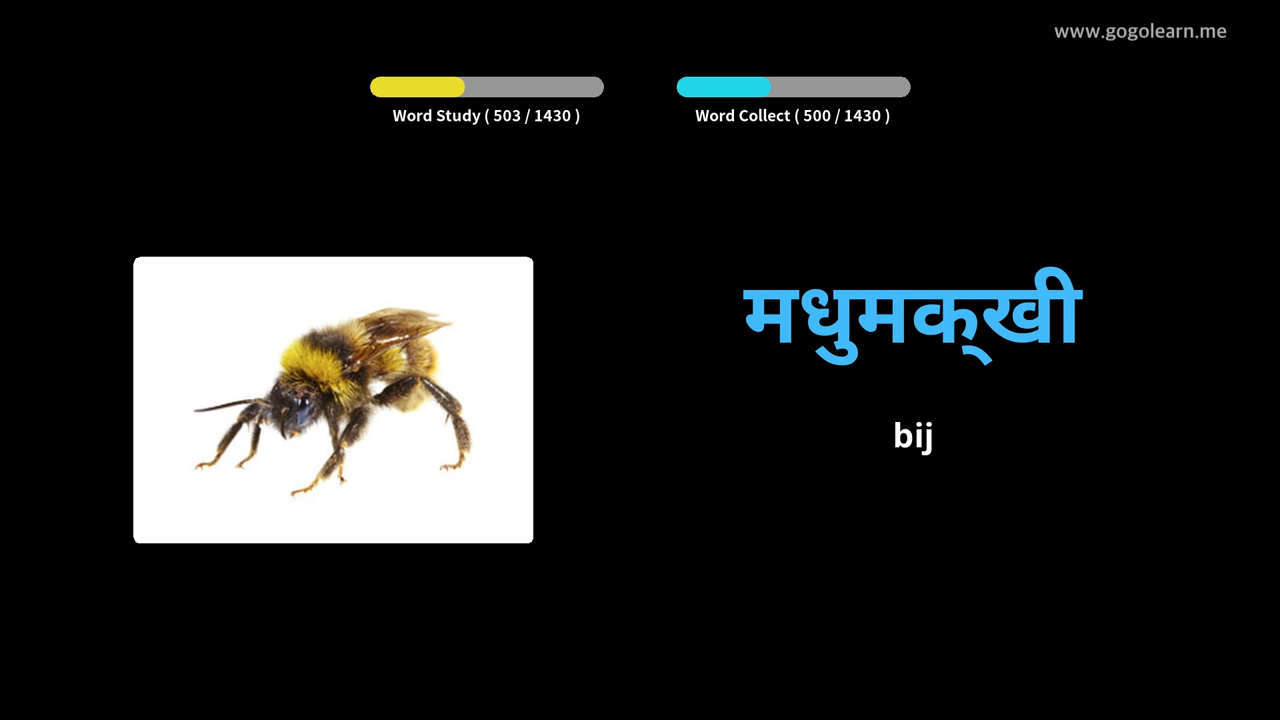 www.gogolearn.me
Word Study ( 503 / 1430 )
Word Collect ( 500 / 1430 )
मधुमक्‍खी
bij